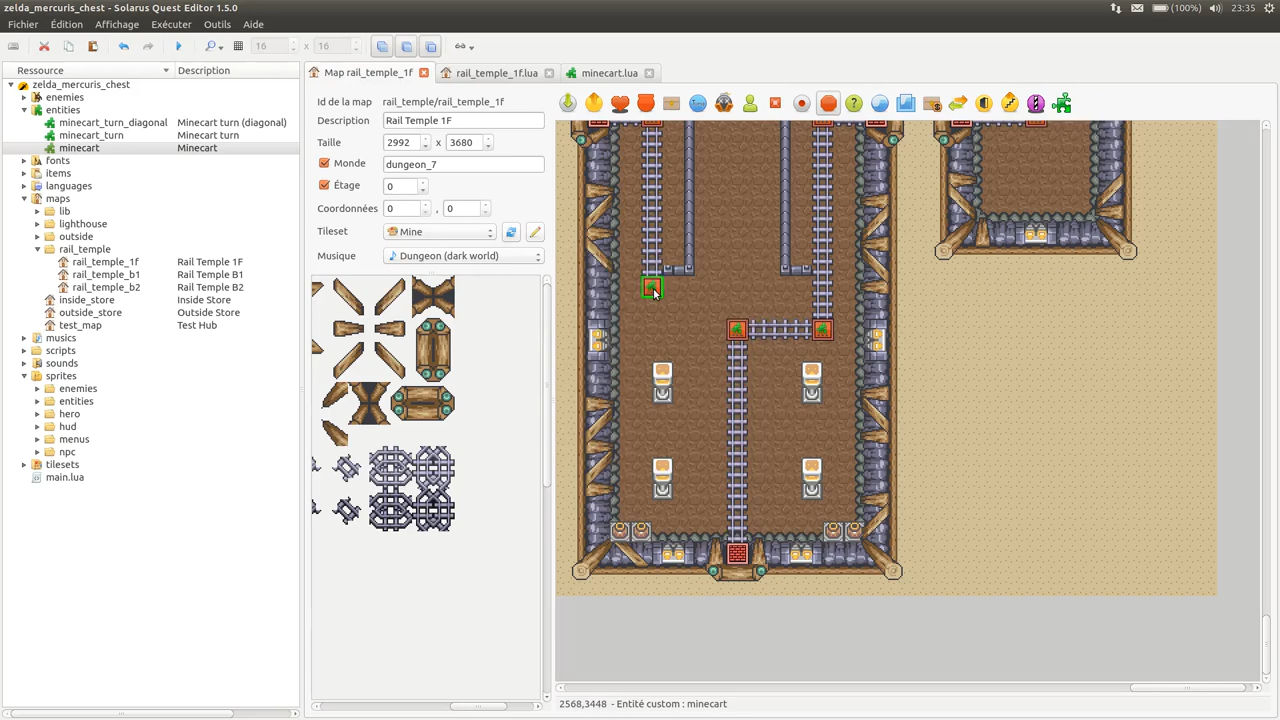 zelda_mercuris_chest - Solarus Quest Editor 1.5.0
(100%) 23:35
Fichier Édition Affichage Exécuter Outils Aide
16 x 16
Ressource Description
zelda_mercuris_chest
enemies
entities
minecart_turn_diagonal Minecart turn (diagonal)
minecart_turn Minecart turn
minecart Minecart
fonts
items
languages
maps
lib
lighthouse
outside
rail_temple
rail_temple_1f Rail Temple 1F
rail_temple_b1 Rail Temple B1
rail_temple_b2 Rail Temple B2
inside_store Inside Store
outside_store Outside Store
test_map Test Hub
musics
scripts
sounds
sprites
enemies
entities
hero
hud
menus
npc
tilesets
main.lua
Map rail_temple_1f rail_temple_1f.lua minecart.lua
Id de la map rail_temple/rail_temple_1f
Description Rail Temple 1F
Taille 2992 x 3680
Monde dungeon_7
Étage 0
Coordonnées 0 , 0
Tileset Mine
Musique Dungeon (dark world)
2568,3448 - Entité custom : minecart